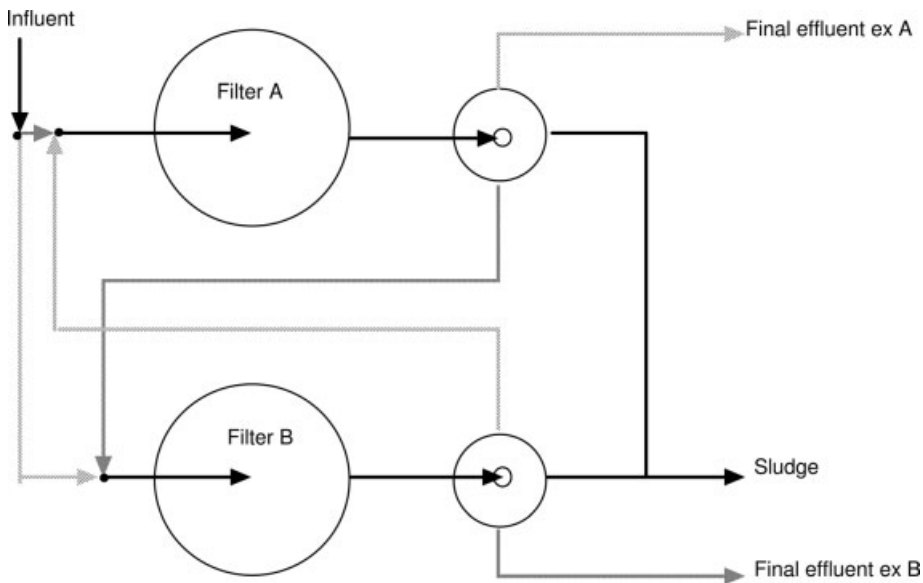 Influent
Final effluent ex A
Filter A
Filter B
Sludge
Final effluent ex B